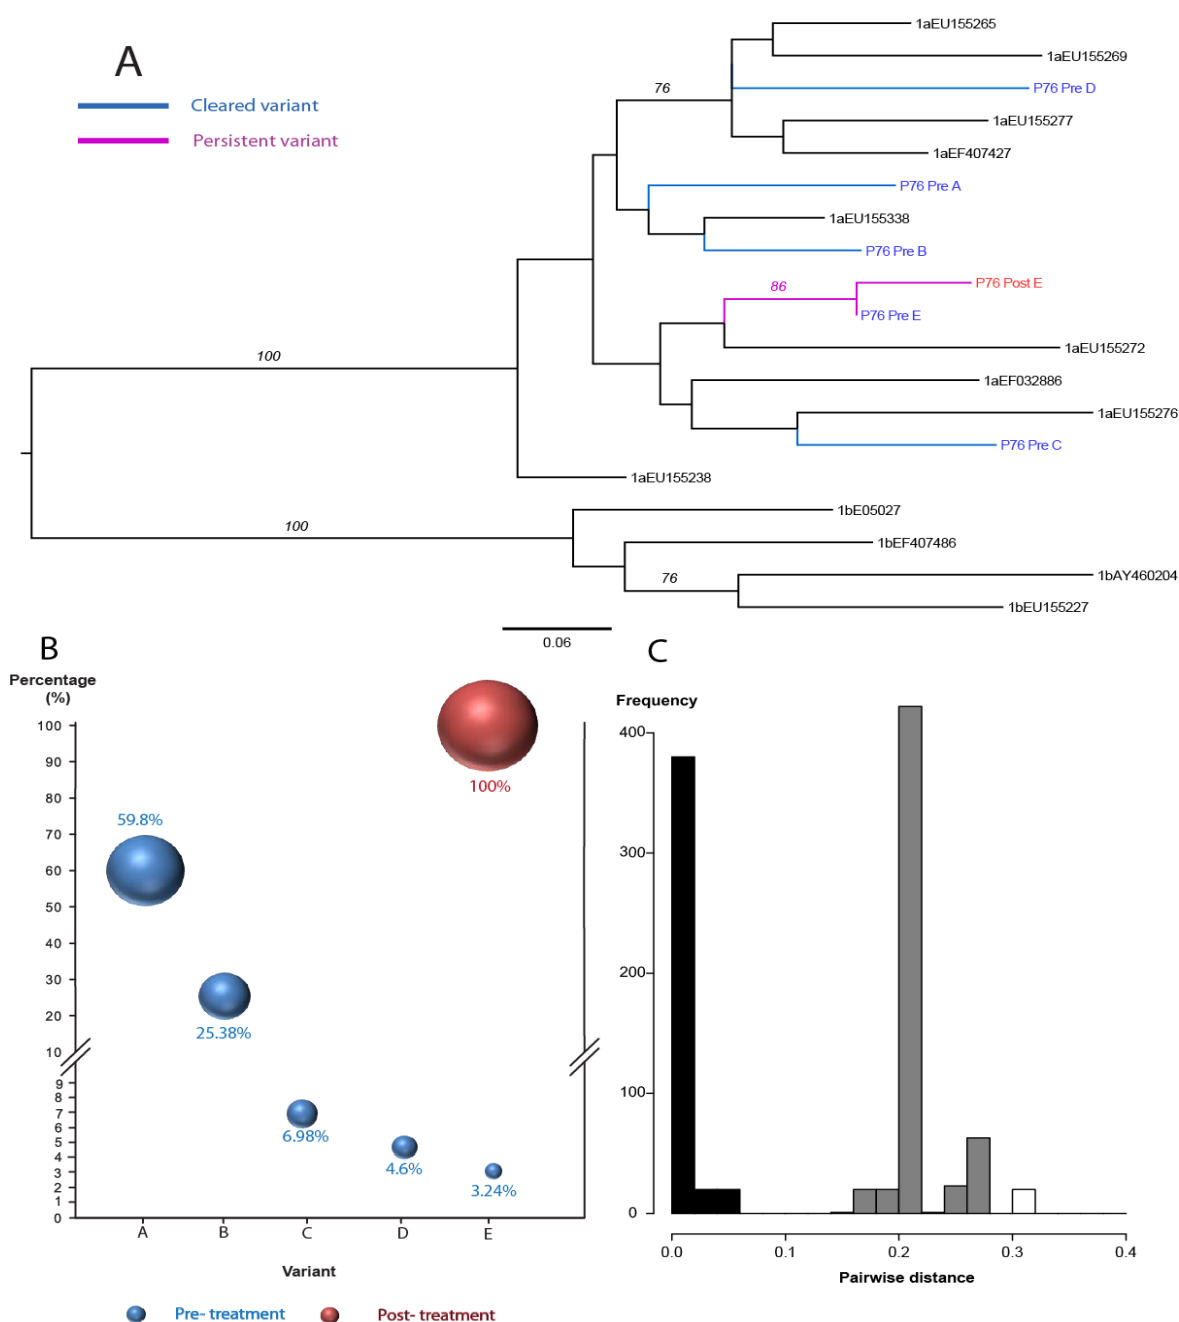 A
Cleared variant
Persistent variant
1aEU155265
1aEU155269
P76 Pre D
1aEU155277
1aEF407427
P76 Pre A
1aEU155338
P76 Pre B
P76 Post E
P76 Pre E
1aEU155272
1aEF032886
1aEU155276
P76 Pre C
1aEU155238
1bE05027
1bEF407486
1bAY460204
1bEU155227
76
86
100
100
76
0.06
B
Percentage
(%)
100
90
80
70
60
50
40
30
20
10
9
8
7
6
5
4
3
2
1
0
59.8%
25.38%
6.98%
4.6%
3.24%
100%
A B C D E
Variant
Pre- treatment Post- treatment
C
Frequency
400
300
200
100
0
0.0 0.1 0.2 0.3 0.4
Pairwise distance